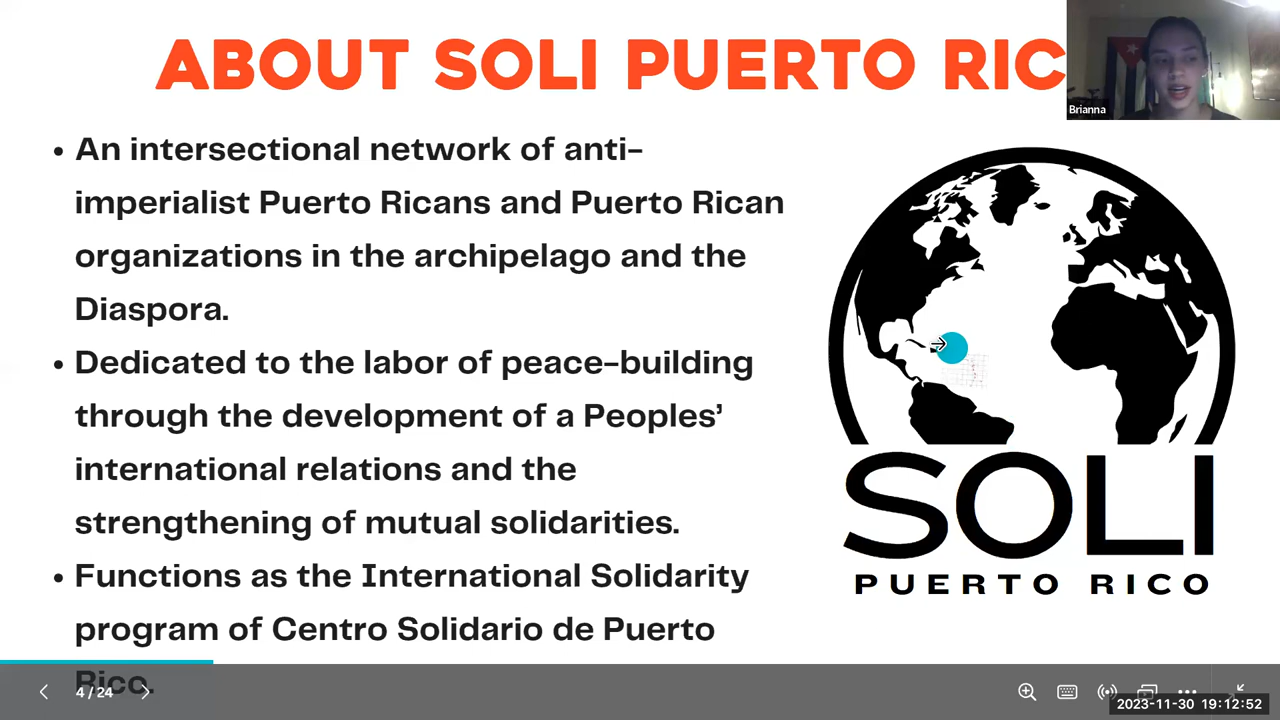 ABOUT SOLI PUERTO RIC
Brianna
An intersectional network of anti-
imperialist Puerto Ricans and Puerto Rican
organizations in the archipelago and the
Diaspora.
Dedicated to the labor of peace-building
through the development of a Peoples’
international relations and the
strengthening of mutual solidarities.
Functions as the International Solidarity
program of Centro Solidario de Puerto
Rico.
SOLI
PUERTO RICO
4 / 24
2023-11-30 19:12:52